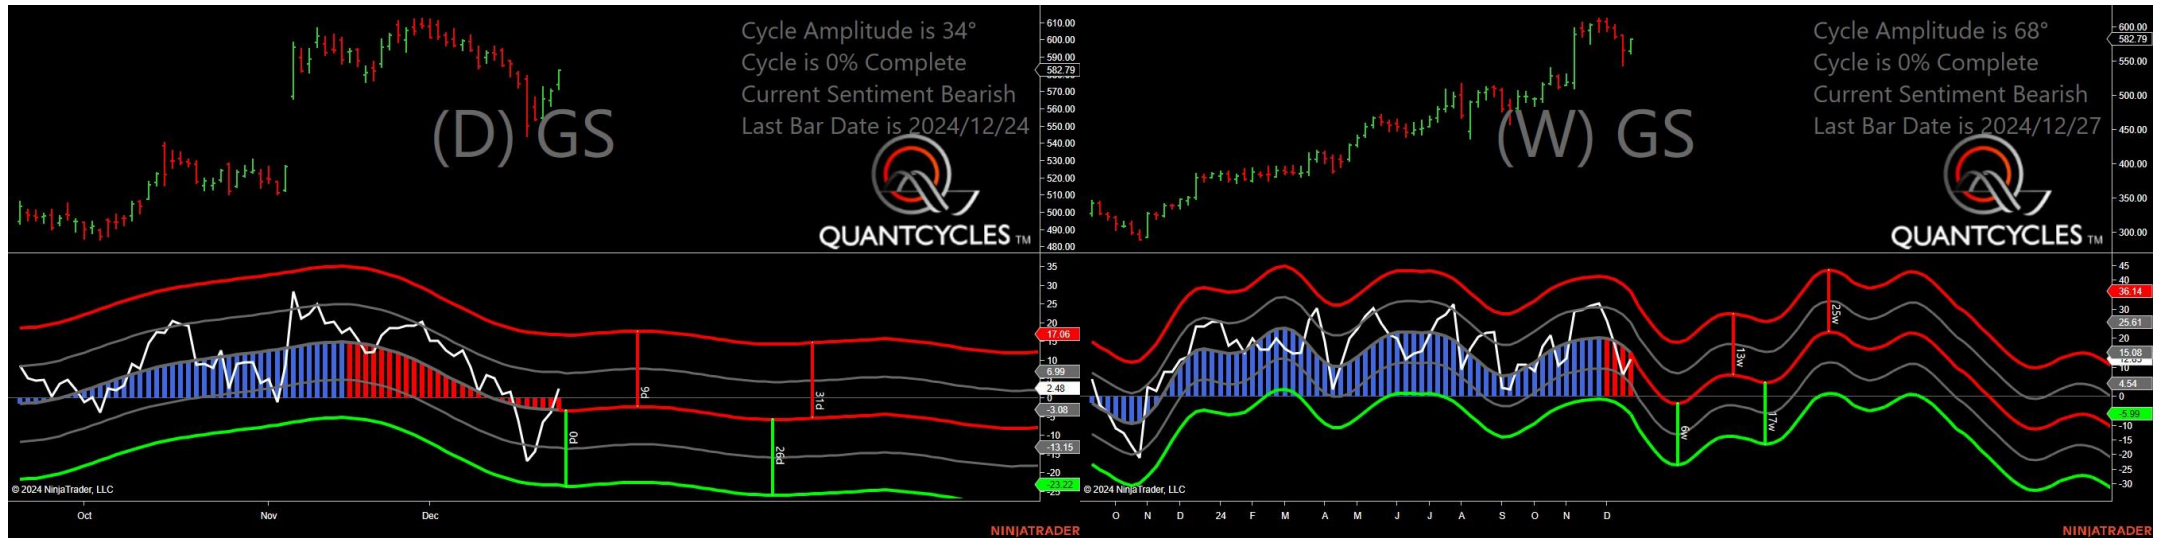 Cycle Amplitude is 34°
Cycle is 0% Complete
Current Sentiment Bearish
Last Bar Date is 2024/12/24
(D) GS
QUANTCYCLES TM
610.00
600.00
582.79
580.00
570.00
560.00
550.00
540.00
530.00
520.00
510.00
500.00
490.00
480.00
35
30
25
20
17.06
15
10
6.99
2.48
0
-3.08
-10
-13.15
-15
-20
-23.22
-25
9d
31d
0d
26d
© 2024 NinjaTrader, LLC
Oct
Nov
Dec
NINJATRADER
Cycle Amplitude is 68°
Cycle is 0% Complete
Current Sentiment Bearish
Last Bar Date is 2024/12/27
(W) GS
QUANTCYCLES TM
600.00
582.79
550.00
500.00
450.00
400.00
350.00
300.00
45
40
36.14
30
25.61
20
15.08
10
4.54
0
-5.99
-10
-15
-20
-25
-30
13w
25w
6w
17w
© 2024 NinjaTrader, LLC
O N D 24 F M A M J J A S O N D
NINJATRADER